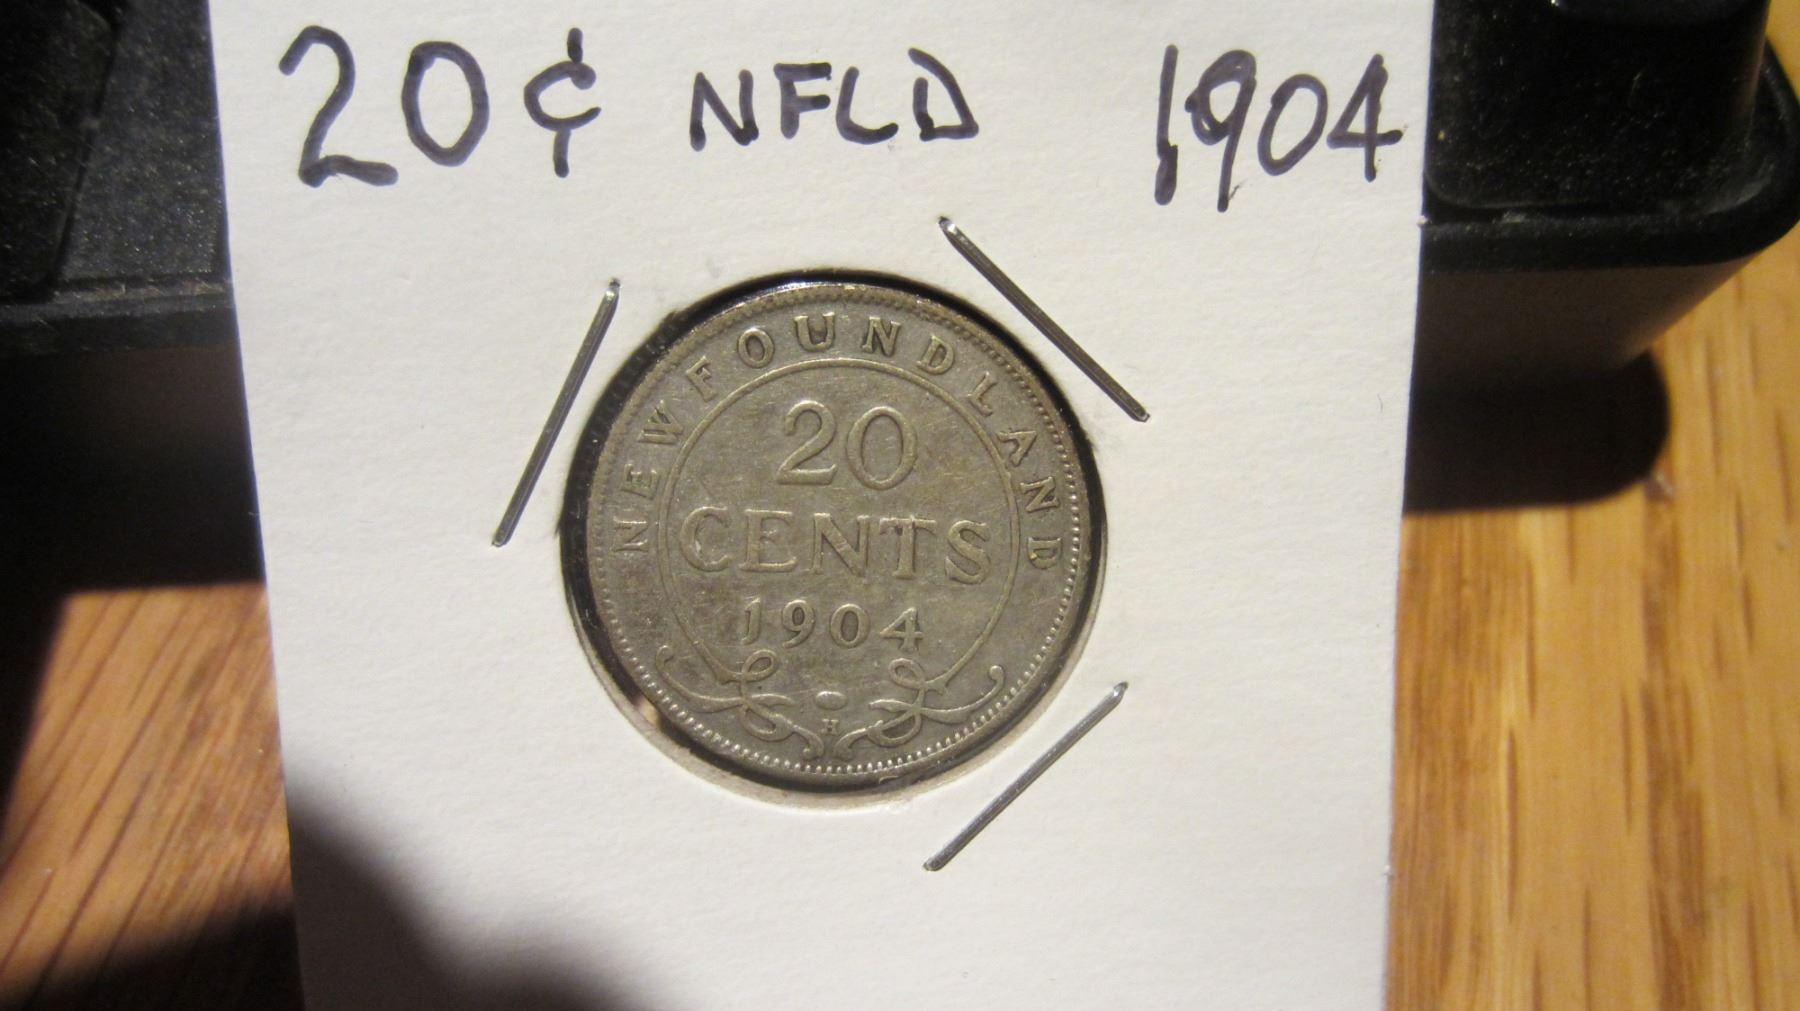 20¢ NFLD 1904
NEWFOUNDLAND
20
CENTS
1904
H